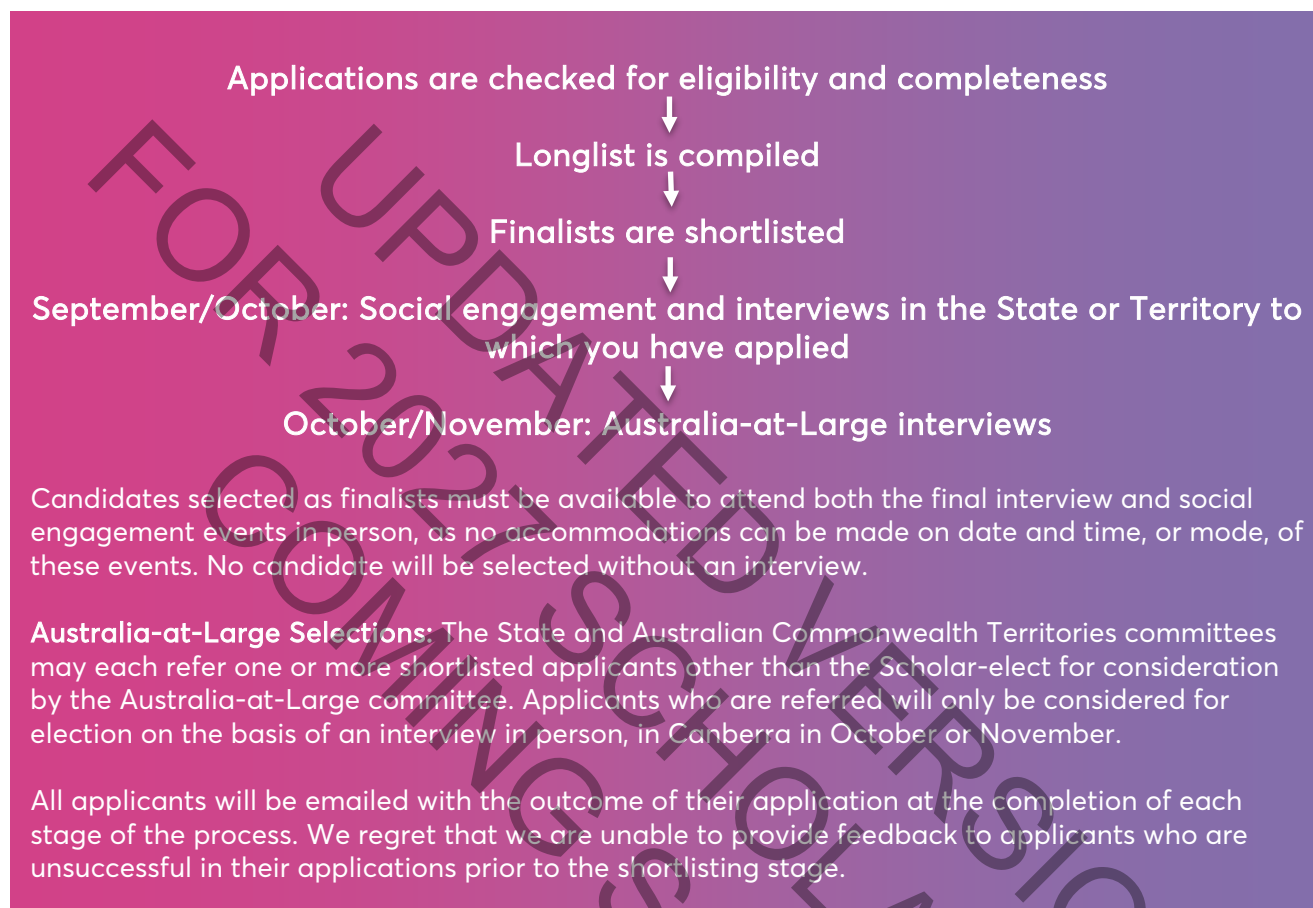 Applications are checked for eligibility and completeness
Longlist is compiled
Finalists are shortlisted
September/October: Social engagement and interviews in the State or Territory to
which you have applied
October/November: Australia-at-Large interviews
Candidates selected as finalists must be available to attend both the final interview and social
engagement events in person, as no accommodations can be made on date and time, or mode, of
these events. No candidate will be selected without an interview.
Australia-at-Large Selections: The State and Australian Commonwealth Territories committees
may each refer one or more shortlisted applicants other than the Scholar-elect for consideration
by the Australia-at-Large committee. Applicants who are referred will only be considered for
election on the basis of an interview in person, in Canberra in October or November.
All applicants will be emailed with the outcome of their application at the completion of each
stage of the process. We regret that we are unable to provide feedback to applicants who are
unsuccessful in their applications prior to the shortlisting stage.
UPDATED
FOR 2027
COMING